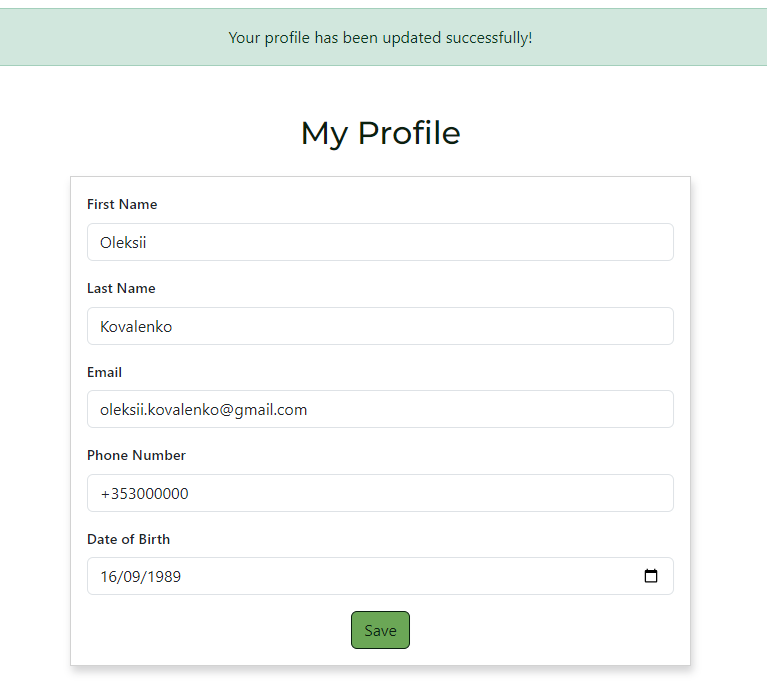 Your profile has been updated successfully!
My Profile
First Name
Oleksii
Last Name
Kovalenko
Email
oleksii.kovalenko@gmail.com
Phone Number
+353000000
Date of Birth
16/09/1989
Save